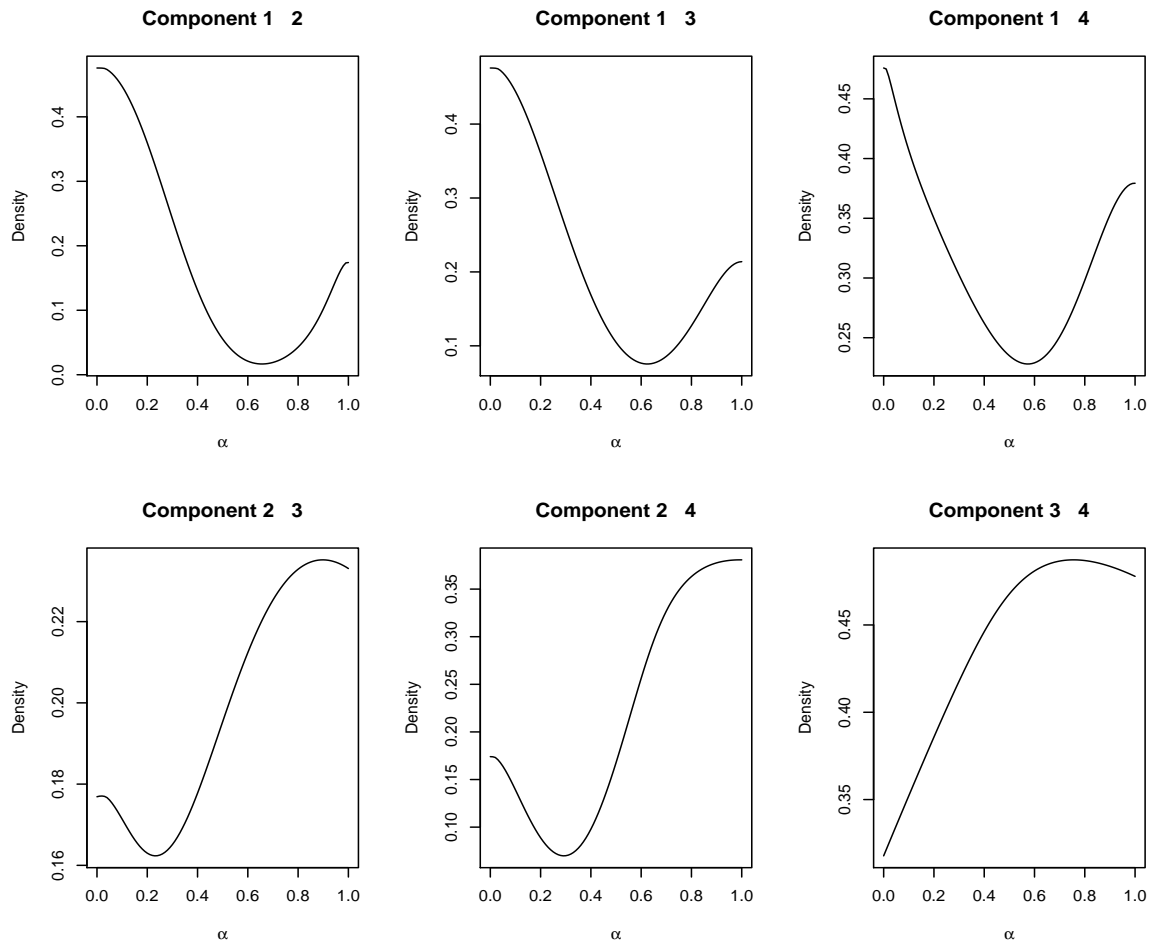 Component 1 2
Density
0.0 0.1 0.2 0.3 0.4
0.0 0.2 0.4 0.6 0.8 1.0
α
Component 1 3
Density
0.1 0.2 0.3 0.4
0.0 0.2 0.4 0.6 0.8 1.0
α
Component 1 4
Density
0.25 0.30 0.35 0.40 0.45
0.0 0.2 0.4 0.6 0.8 1.0
α
Component 2 3
Density
0.16 0.18 0.20 0.22
0.0 0.2 0.4 0.6 0.8 1.0
α
Component 2 4
Density
0.10 0.15 0.20 0.25 0.30 0.35
0.0 0.2 0.4 0.6 0.8 1.0
α
Component 3 4
Density
0.35 0.40 0.45
0.0 0.2 0.4 0.6 0.8 1.0
α